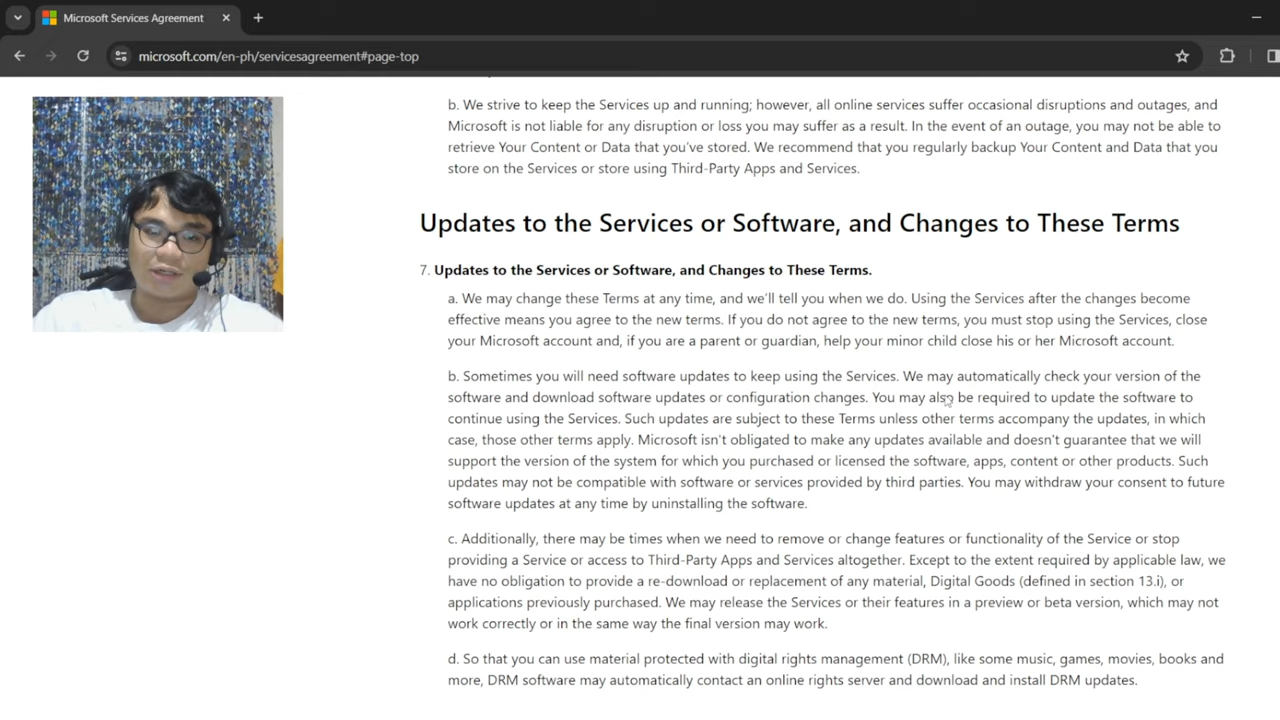 Microsoft Services Agreement
microsoft.com/en-ph/servicesagreement#page-top
b. We strive to keep the Services up and running; however, all online services suffer occasional disruptions and outages, and
Microsoft is not liable for any disruption or loss you may suffer as a result. In the event of an outage, you may not be able to
retrieve Your Content or Data that you've stored. We recommend that you regularly backup Your Content and Data that you
store on the Services or store using Third-Party Apps and Services.
Updates to the Services or Software, and Changes to These Terms
7. Updates to the Services or Software, and Changes to These Terms.
a. We may change these Terms at any time, and we'll tell you when we do. Using the Services after the changes become
effective means you agree to the new terms. If you do not agree to the new terms, you must stop using the Services, close
your Microsoft account and, if you are a parent or guardian, help your minor child close his or her Microsoft account.
b. Sometimes you will need software updates to keep using the Services. We may automatically check your version of the
software and download software updates or configuration changes. You may also be required to update the software to
continue using the Services. Such updates are subject to these Terms unless other terms accompany the updates, in which
case, those other terms apply. Microsoft isn't obligated to make any updates available and doesn't guarantee that we will
support the version of the system for which you purchased or licensed the software, apps, content or other products. Such
updates may not be compatible with software or services provided by third parties. You may withdraw your consent to future
software updates at any time by uninstalling the software.
c. Additionally, there may be times when we need to remove or change features or functionality of the Service or stop
providing a Service or access to Third-Party Apps and Services altogether. Except to the extent required by applicable law, we
have no obligation to provide a re-download or replacement of any material, Digital Goods (defined in section 13.i), or
applications previously purchased. We may release the Services or their features in a preview or beta version, which may not
work correctly or in the same way the final version may work.
d. So that you can use material protected with digital rights management (DRM), like some music, games, movies, books and
more, DRM software may automatically contact an online rights server and download and install DRM updates.